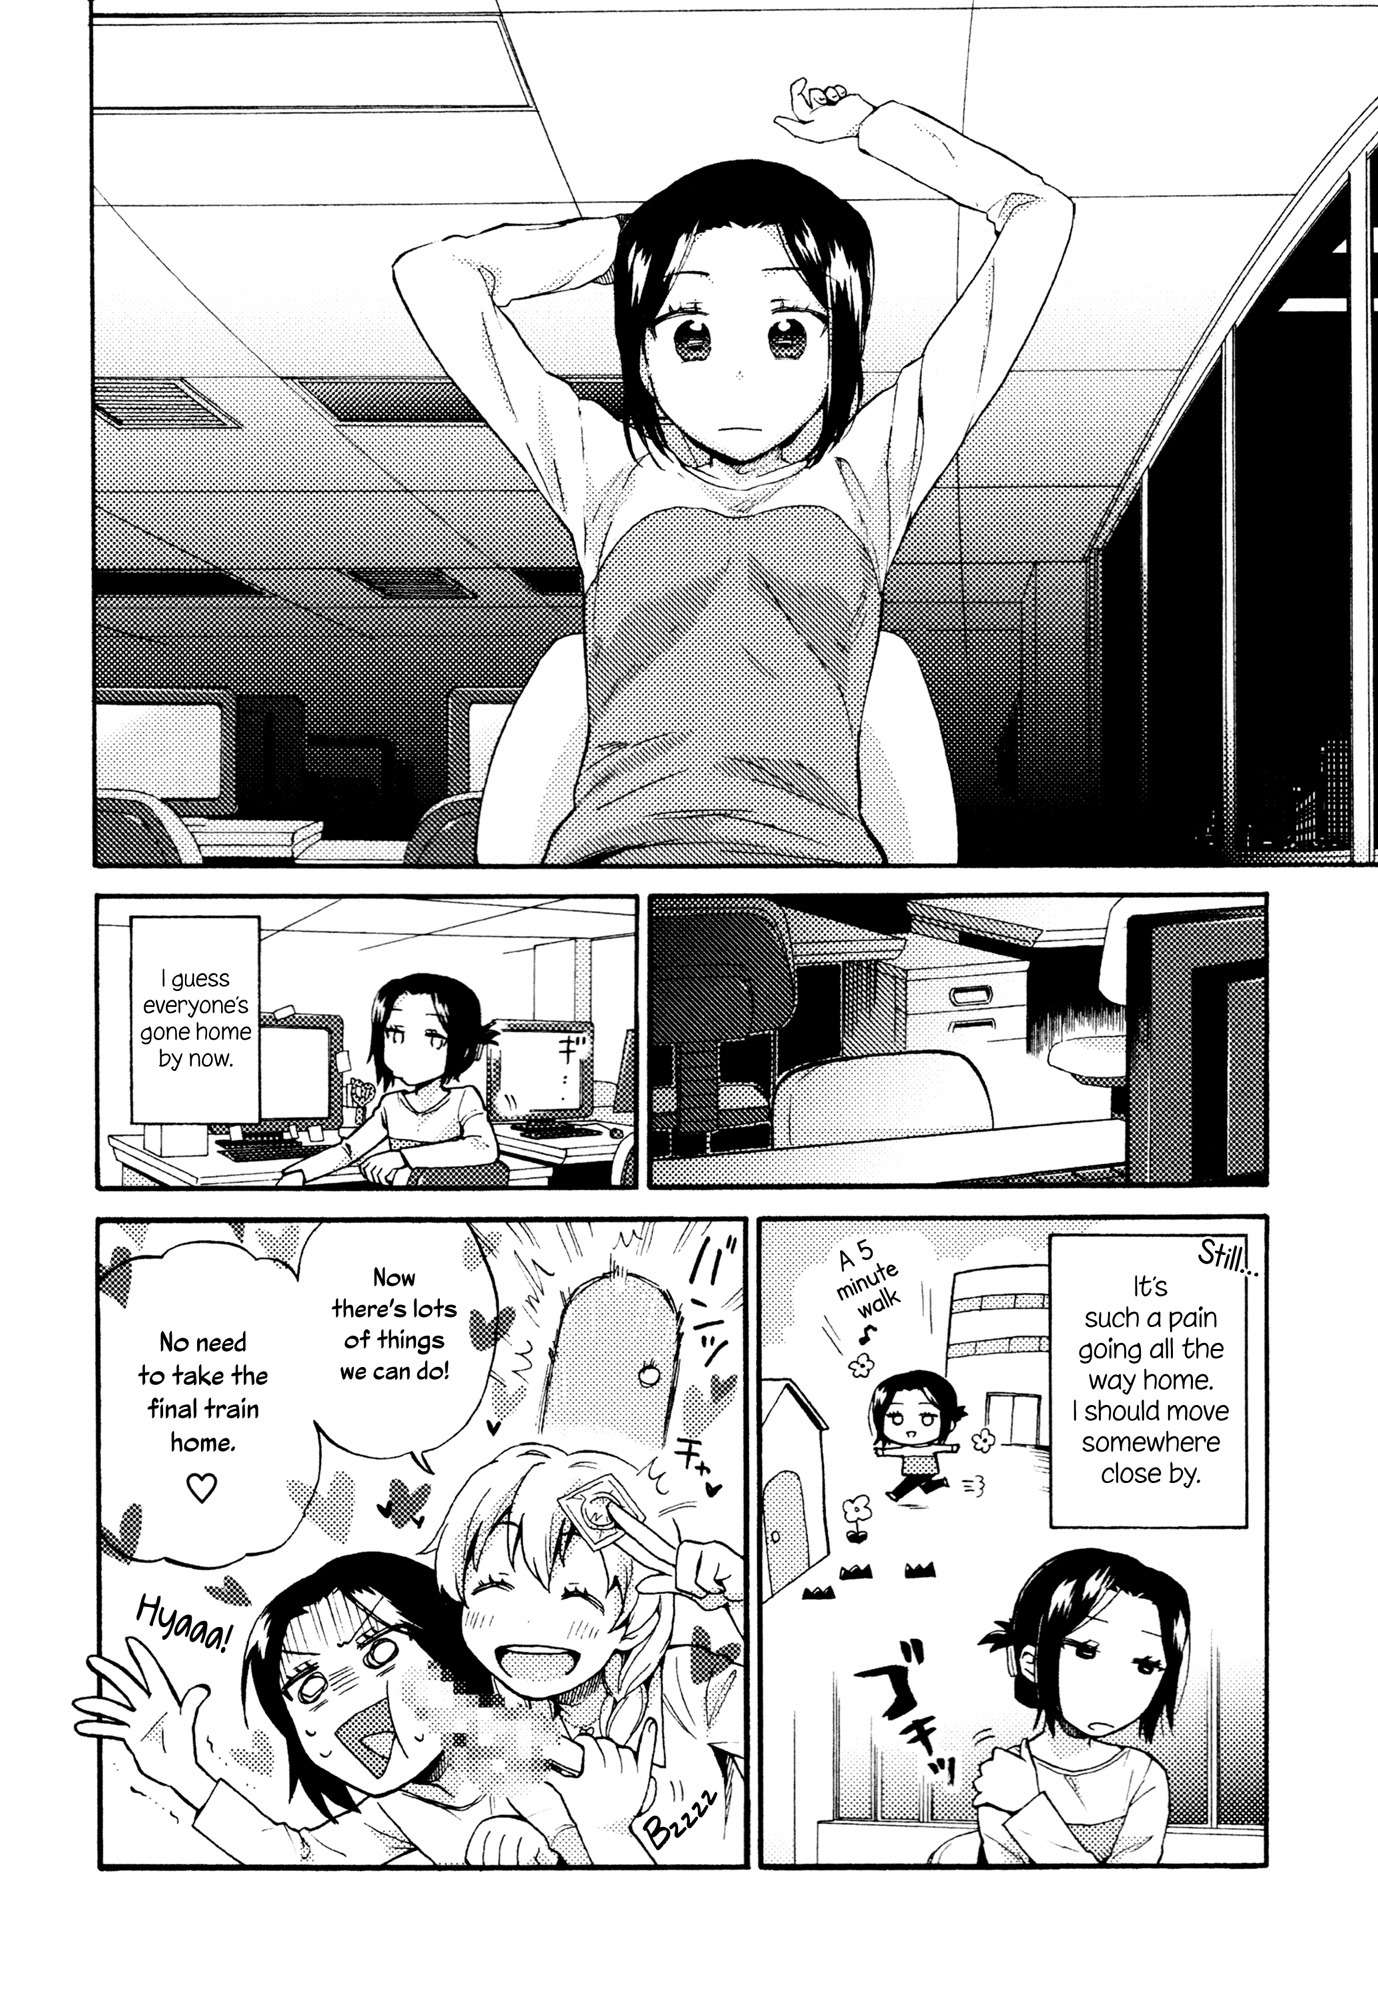 I guess
everyone's
gone home
by now.
ギ…
Still...
It's
such a pain
going all the
way home.
I should move
somewhere
close by.
A 5
minute
walk
♪
ゴキッ
バンッ
Now
there's lots
of things
we can do!
チャ♥
No need
to take the
final train
home.
♡
Hyaaa!
Bzzzz